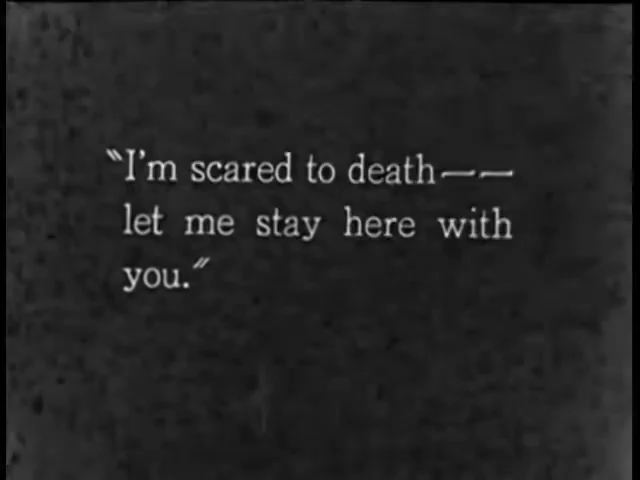 "I'm scared to death——
let me stay here with
you."